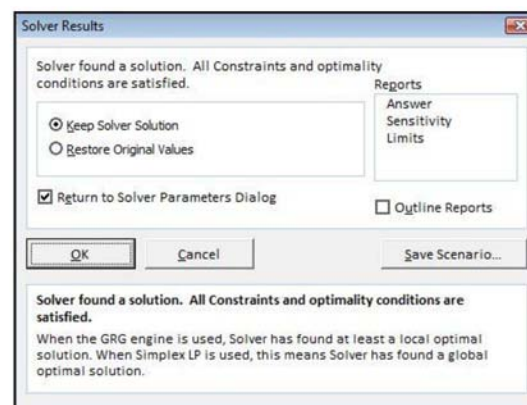 Solver Results
Solver found a solution. All Constraints and optimality
conditions are satisfied.
Reports
Answer
Sensitivity
Limits
Keep Solver Solution
Restore Original Values
Return to Solver Parameters Dialog
Outline Reports
OK
Cancel
Save Scenario...
Solver found a solution. All Constraints and optimality conditions are
satisfied.
When the GRG engine is used, Solver has found at least a local optimal
solution. When Simplex LP is used, this means Solver has found a global
optimal solution.